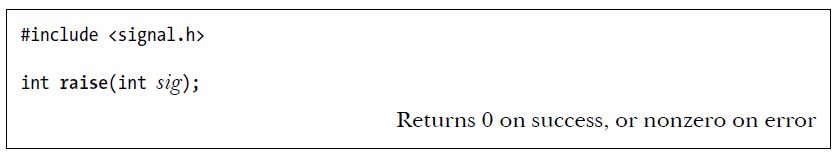 #include <signal.h>
int raise(int sig);
Returns 0 on success, or nonzero on error